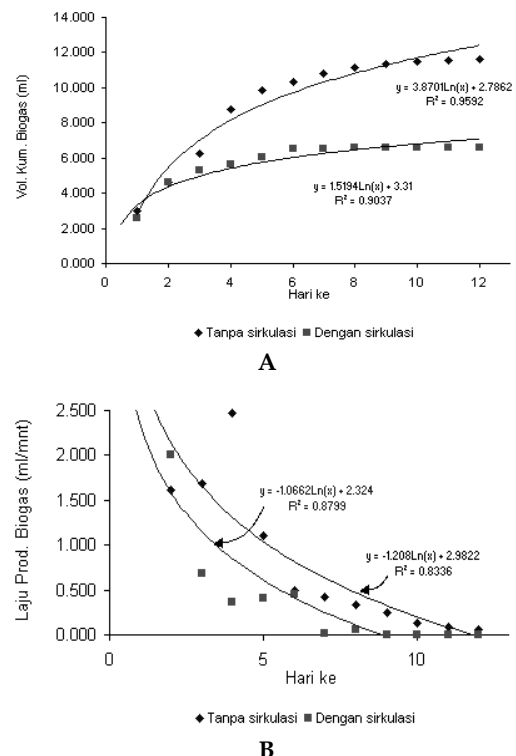 14.000
12.000
10.000
8.000
6.000
4.000
2.000
0.000
Vol. Kum. Biogas (ml)
y = 3.8701Ln(x) + 2.7862
R² = 0.9592
y = 1.5194Ln(x) + 3.31
R² = 0.9037
0 2 4 6 8 10 12
Hari ke
Tanpa sirkulasi Dengan sirkulasi
A
2.500
2.000
1.500
1.000
0.500
0.000
Laju Prod. Biogas (ml/mnt)
y = -1.0662Ln(x) + 2.324
R² = 0.8799
y = -1.208Ln(x) + 2.9822
R² = 0.8336
0 5 10
Hari ke
Tanpa sirkulasi Dengan sirkulasi
B